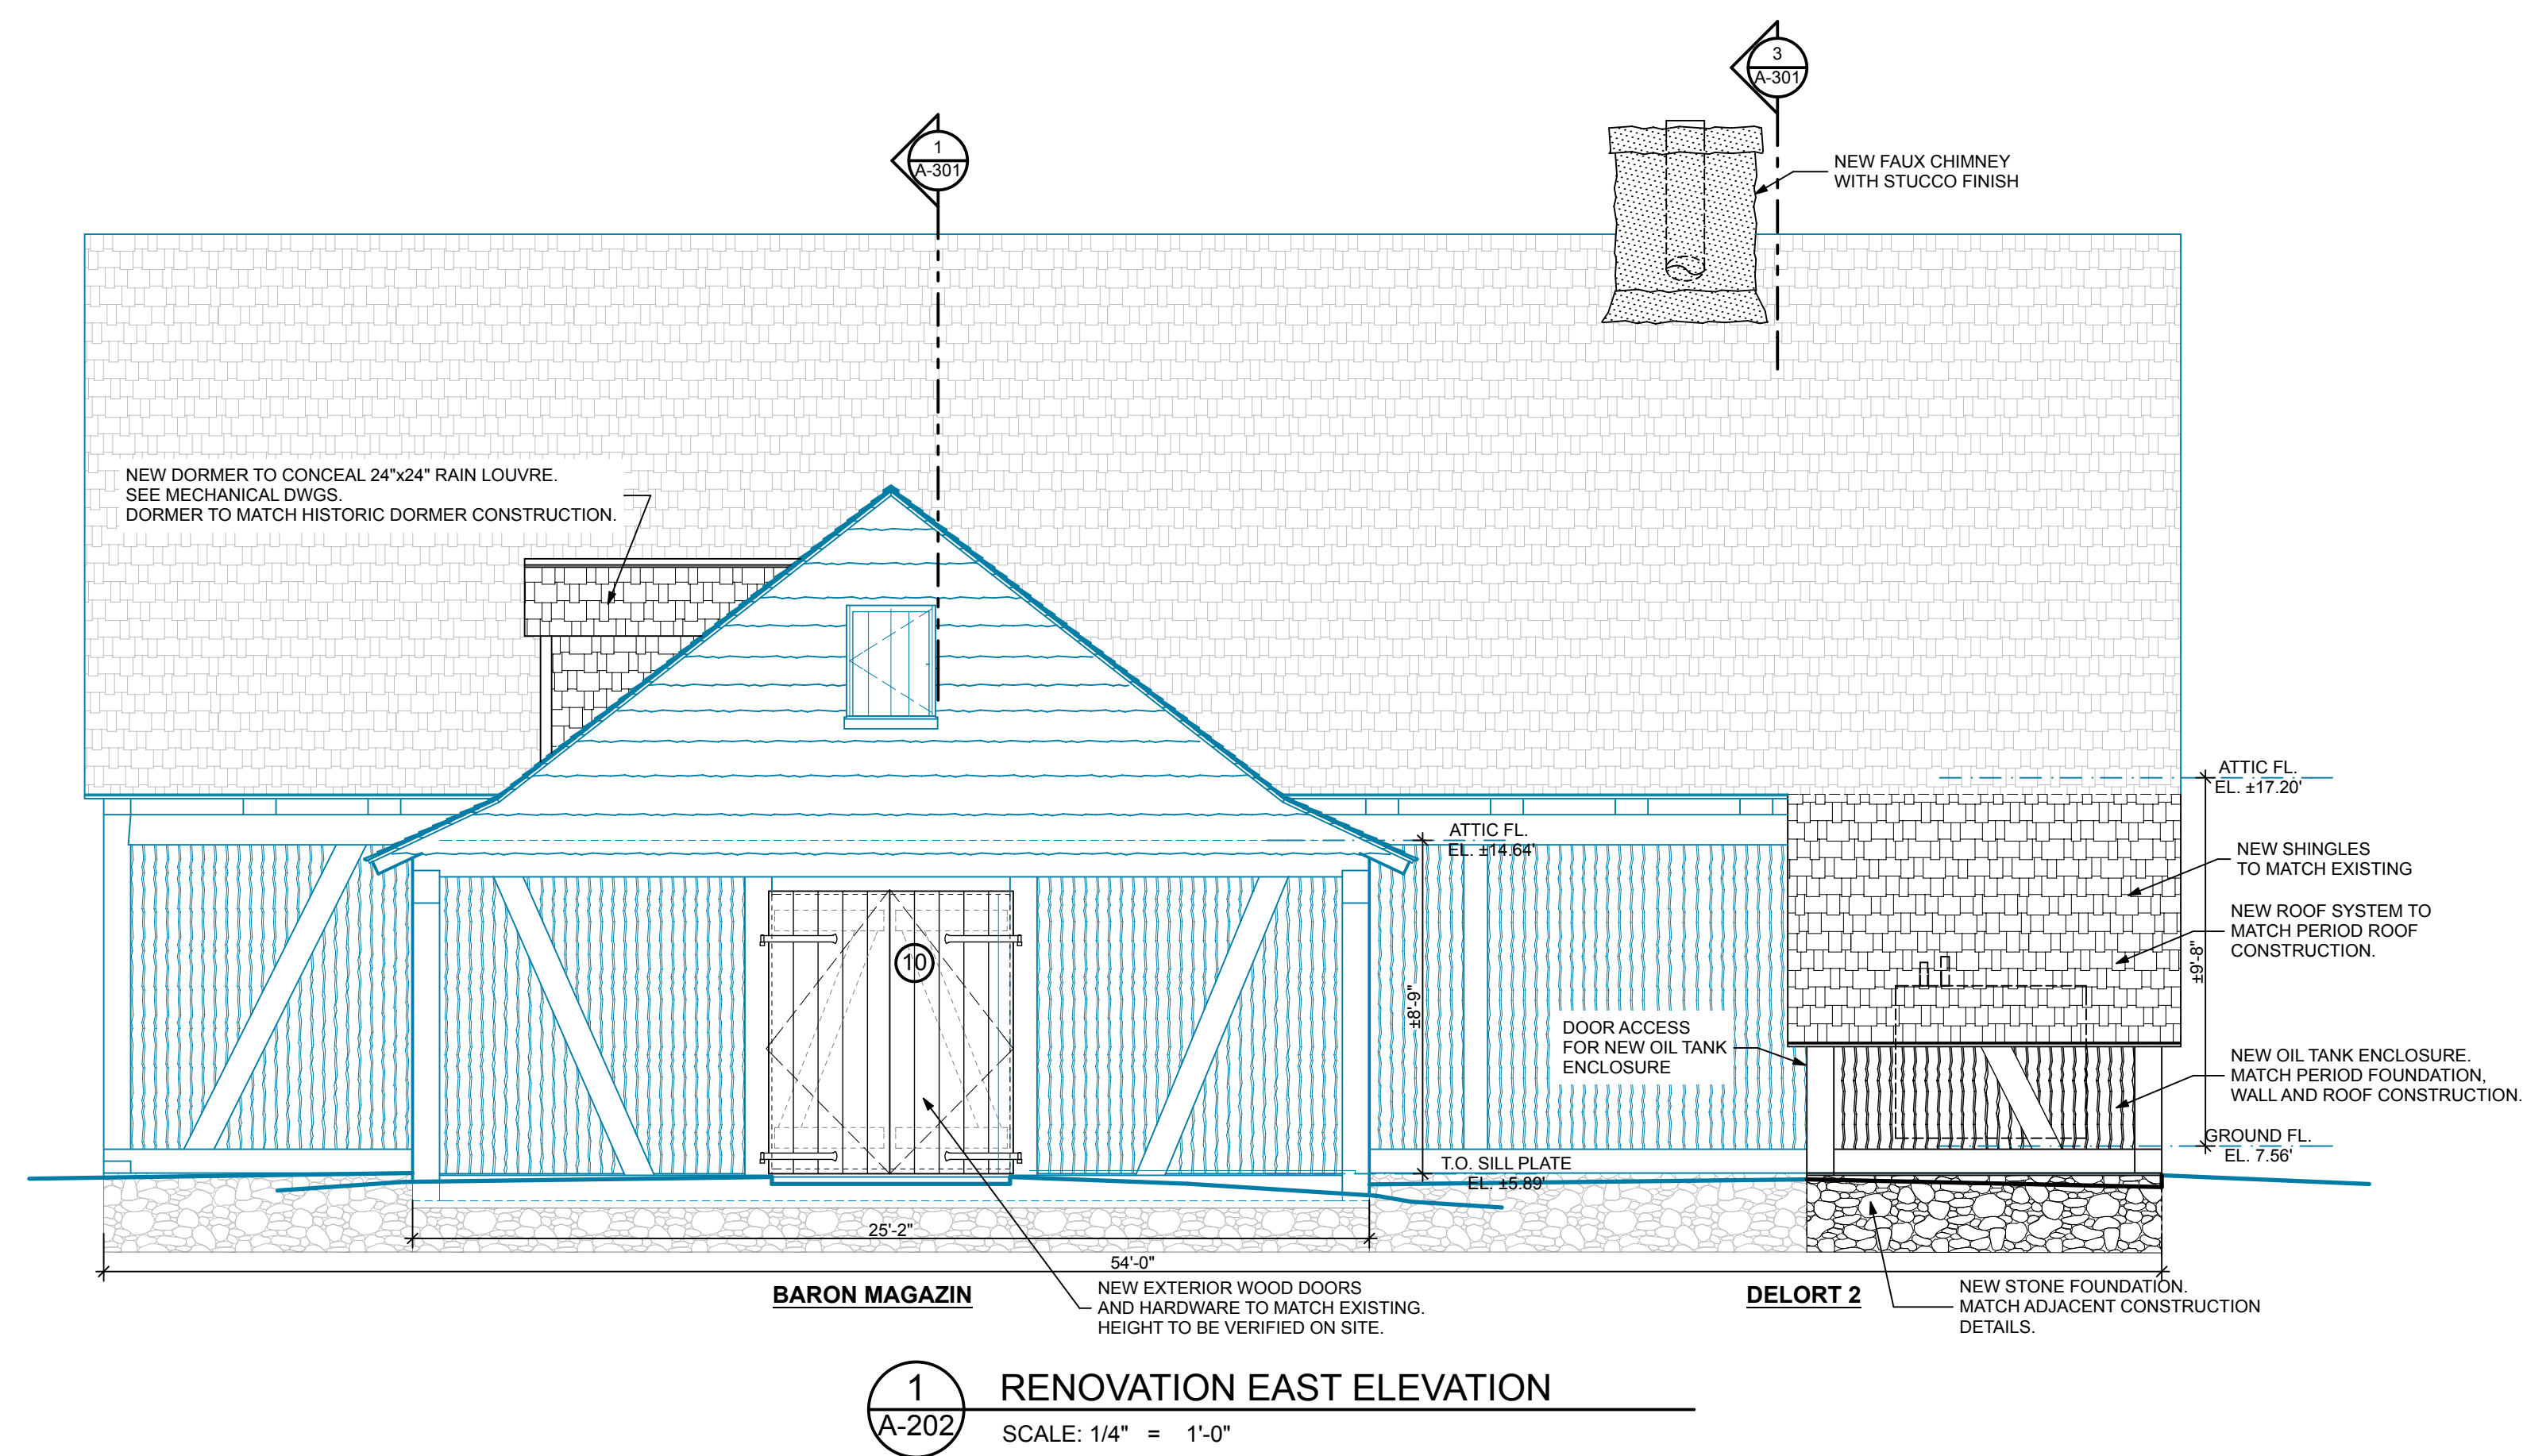 3
A-301
1
A-301
NEW FAUX CHIMNEY
WITH STUCCO FINISH
NEW DORMER TO CONCEAL 24"x24" RAIN LOUVRE.
SEE MECHANICAL DWGS.
DORMER TO MATCH HISTORIC DORMER CONSTRUCTION.
ATTIC FL.
EL. ±17.20'
ATTIC FL.
EL. ±14.64'
NEW SHINGLES
TO MATCH EXISTING
NEW ROOF SYSTEM TO
MATCH PERIOD ROOF
CONSTRUCTION.
±9'-8"
10
±8'-9"
DOOR ACCESS
FOR NEW OIL TANK
ENCLOSURE
NEW OIL TANK ENCLOSURE.
MATCH PERIOD FOUNDATION,
WALL AND ROOF CONSTRUCTION.
GROUND FL.
EL. 7.56'
T.O. SILL PLATE
EL. ±5.89'
25'-2"
54'-0"
BARON MAGAZIN
NEW EXTERIOR WOOD DOORS
AND HARDWARE TO MATCH EXISTING.
HEIGHT TO BE VERIFIED ON SITE.
DELORT 2
NEW STONE FOUNDATION.
MATCH ADJACENT CONSTRUCTION
DETAILS.
1
A-202
RENOVATION EAST ELEVATION
SCALE: 1/4" = 1'-0"